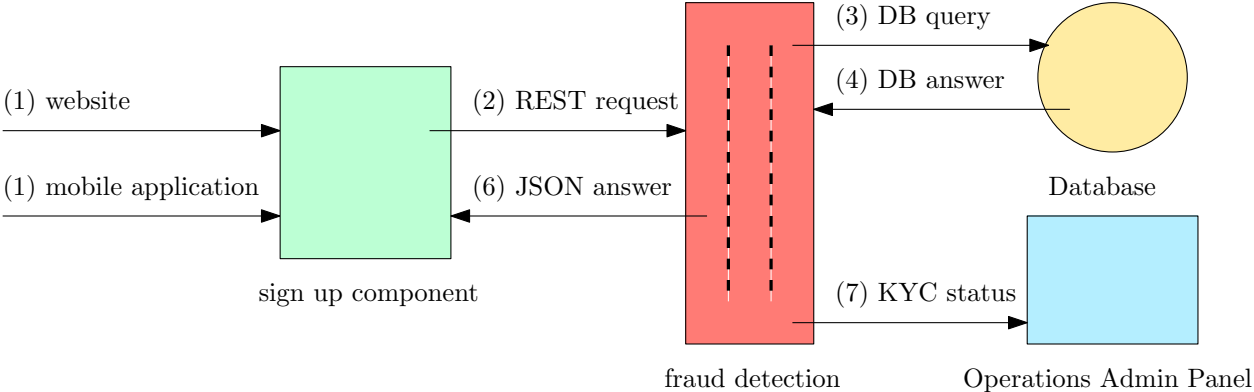 (3) DB query
(1) website
(2) REST request
(4) DB answer
(1) mobile application
(6) JSON answer
Database
sign up component
(7) KYC status
fraud detection
Operations Admin Panel